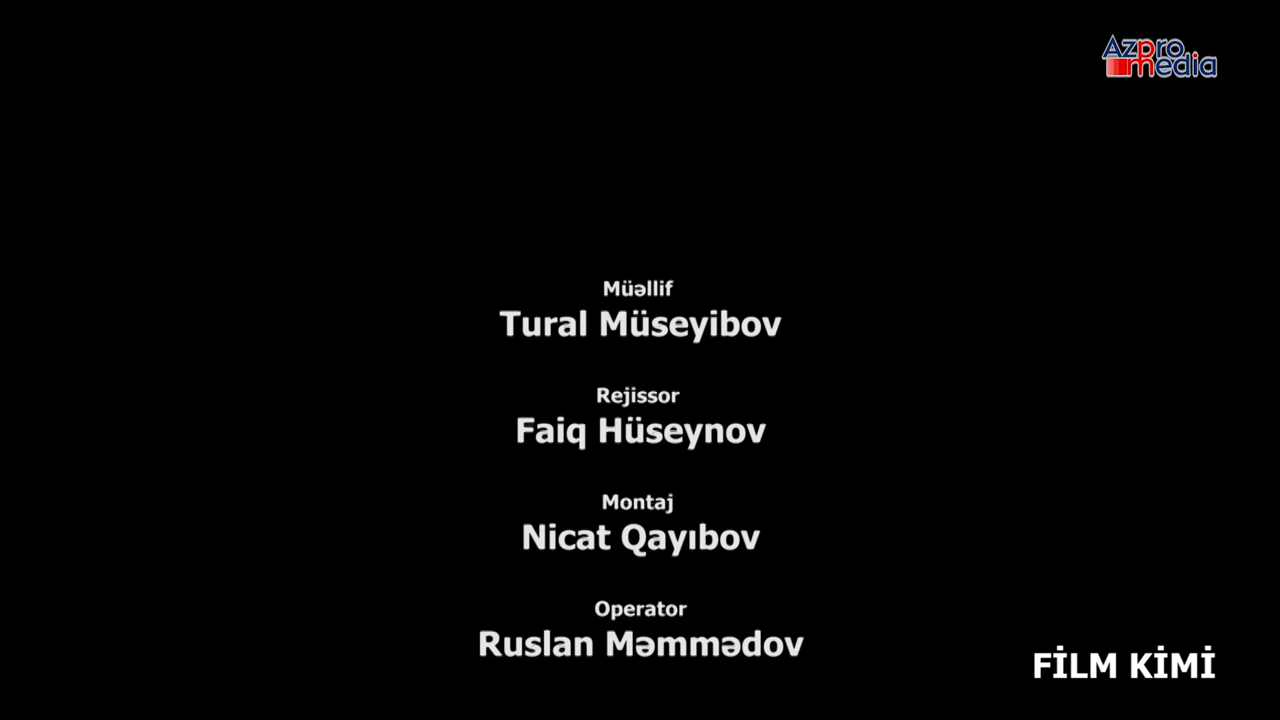 Azpro
media
Müəllif
Tural Müseyibov
Rejissor
Faiq Hüseynov
Montaj
Nicat Qayıbov
Operator
Ruslan Məmmədov
FİLM KİMİ